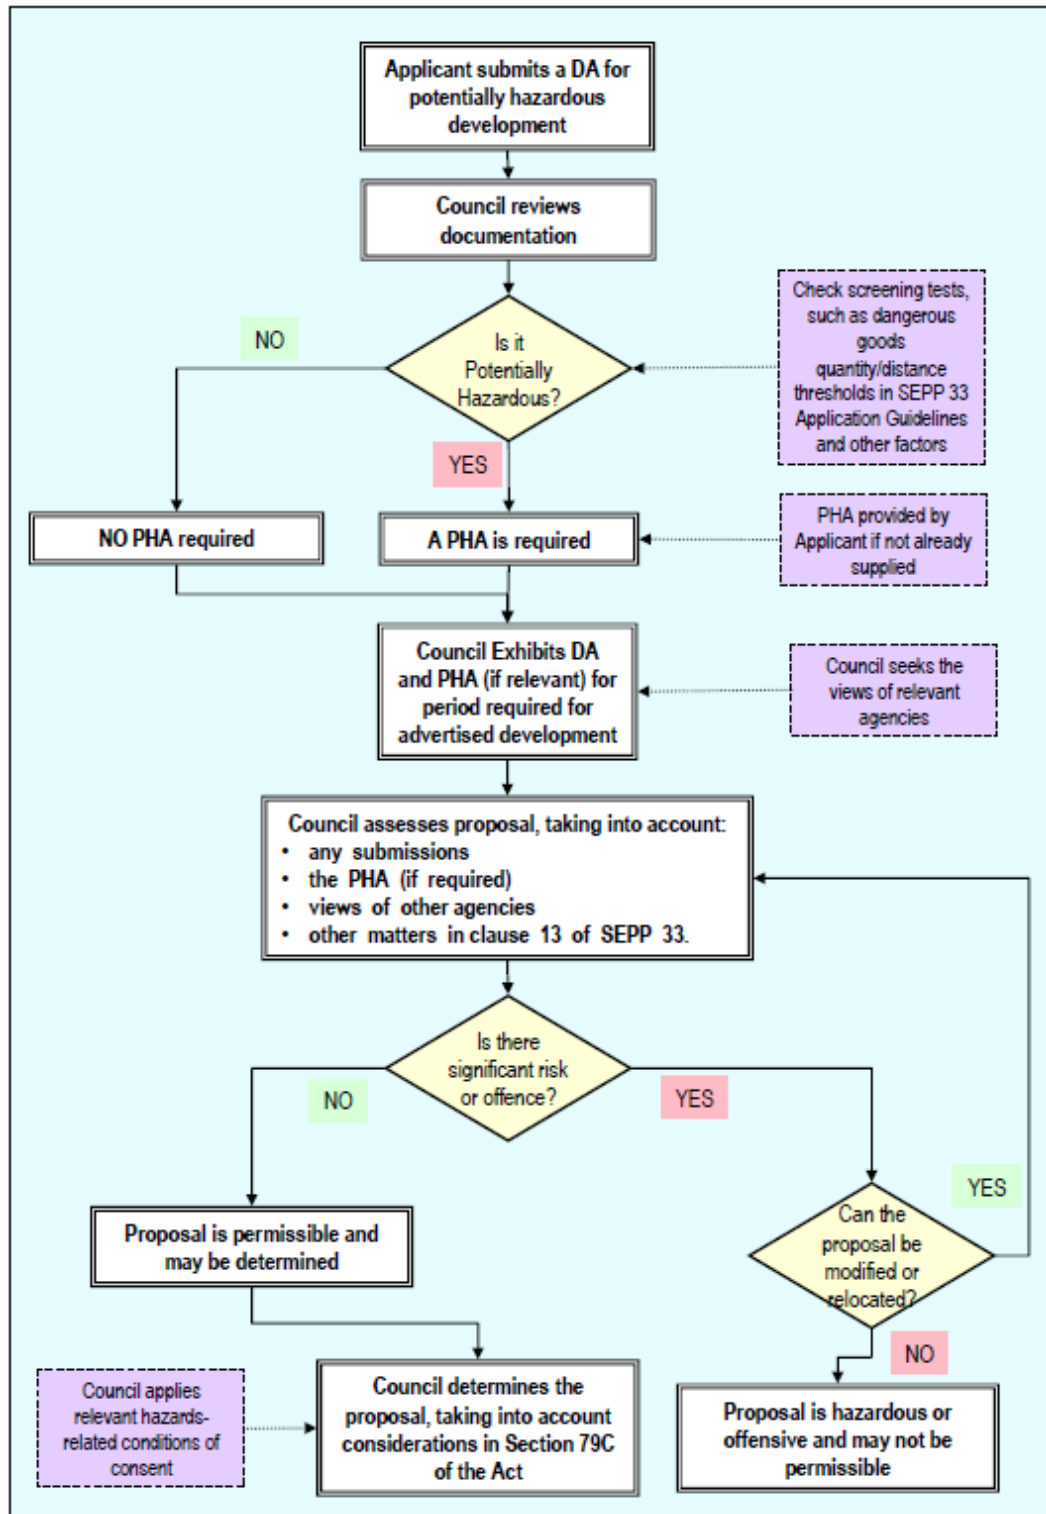 Applicant submits a DA for
potentially hazardous
development
Council reviews
documentation
Check screening tests,
such as dangerous
goods
quantity/distance
thresholds in SEPP 33
Application Guidelines
and other factors
NO
Is it
Potentially
Hazardous?
YES
NO PHA required
A PHA is required
PHA provided by
Applicant if not already
supplied
Council Exhibits DA
and PHA (if relevant) for
period required for
advertised development
Council seeks the
views of relevant
agencies
Council assesses proposal, taking into account:
• any submissions
• the PHA (if required)
• views of other agencies
• other matters in clause 13 of SEPP 33.
Is there
significant risk
or offence?
NO
YES
YES
Proposal is permissible and
may be determined
Can the
proposal be
modified or
relocated?
NO
Council applies
relevant hazards-
related conditions of
consent
Council determines the
proposal, taking into account
considerations in Section 79C
of the Act
Proposal is hazardous or
offensive and may not be
permissible